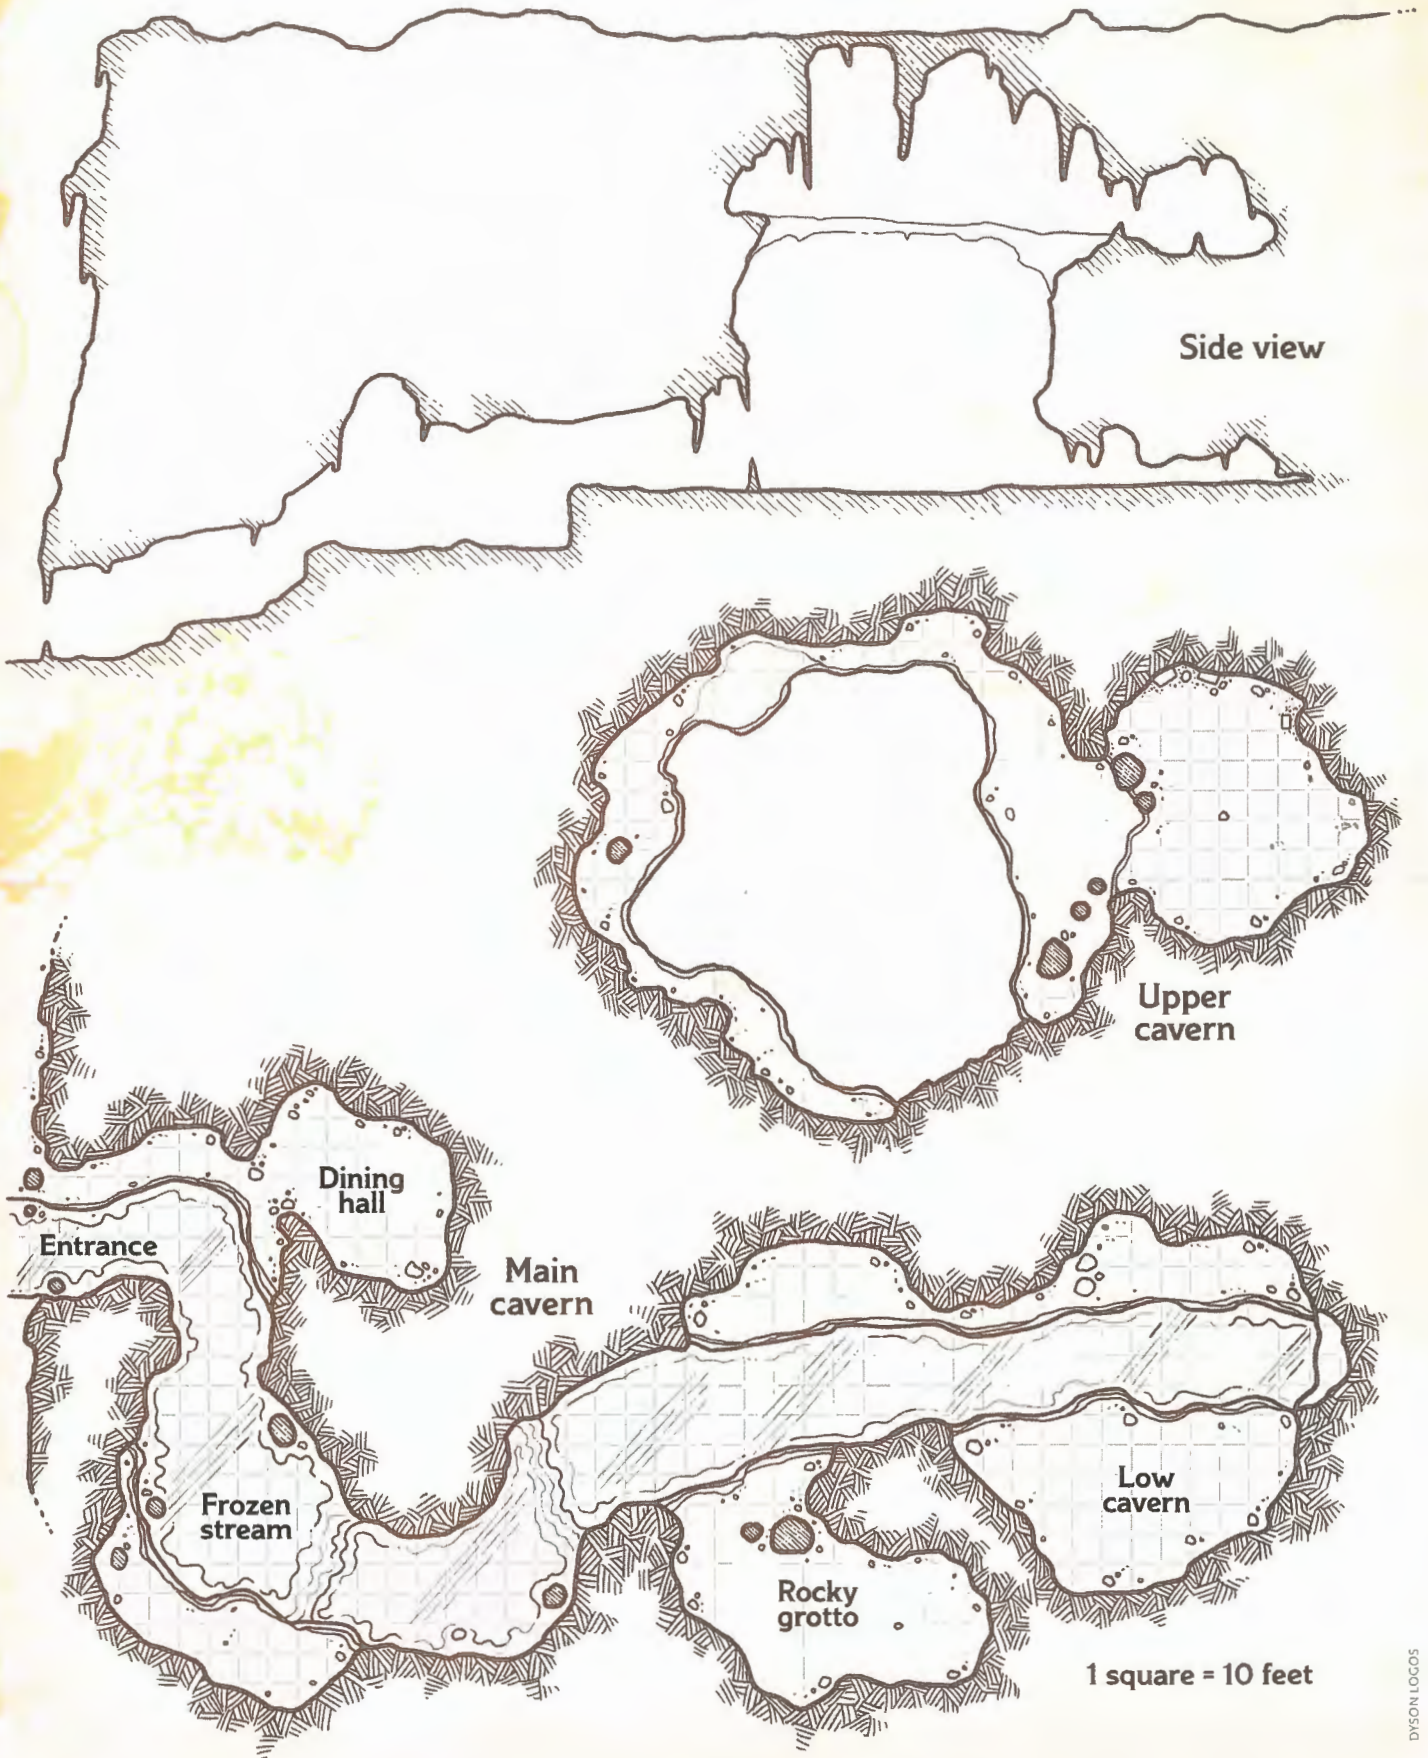 Side view
Upper
cavern
Dining
hall
Entrance
Main
cavern
Frozen
stream
Low
cavern
Rocky
grotto
1 square = 10 feet
DYSON LOGOS